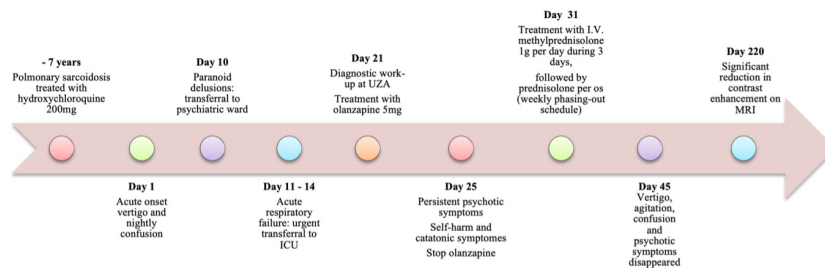 - 7 years
Pulmonary sarcoidosis
treated with
hydroxychloroquine
200mg
Day 1
Acute onset
vertigo and
nightly
confusion
Day 10
Paranoid
delusions:
transferral to
psychiatric ward
Day 11 - 14
Acute
respiratory
failure: urgent
transferral to
ICU
Day 21
Diagnostic work-
up at UZA
Treatment with
olanzapine 5mg
Day 25
Persistent psychotic
symptoms
Self-harm and
catatonic symptomes
Stop olanzapine
Day 31
Treatment with I.V.
methylprednisolone
1g per day during 3
days,
followed by
prednisolone per os
(weekly phasing-out
schedule)
Day 45
Vertigo,
agitation,
confusion
and
psychotic
symptoms
disappeared
Day 220
Significant
reduction in
contrast
enhancement on
MRI